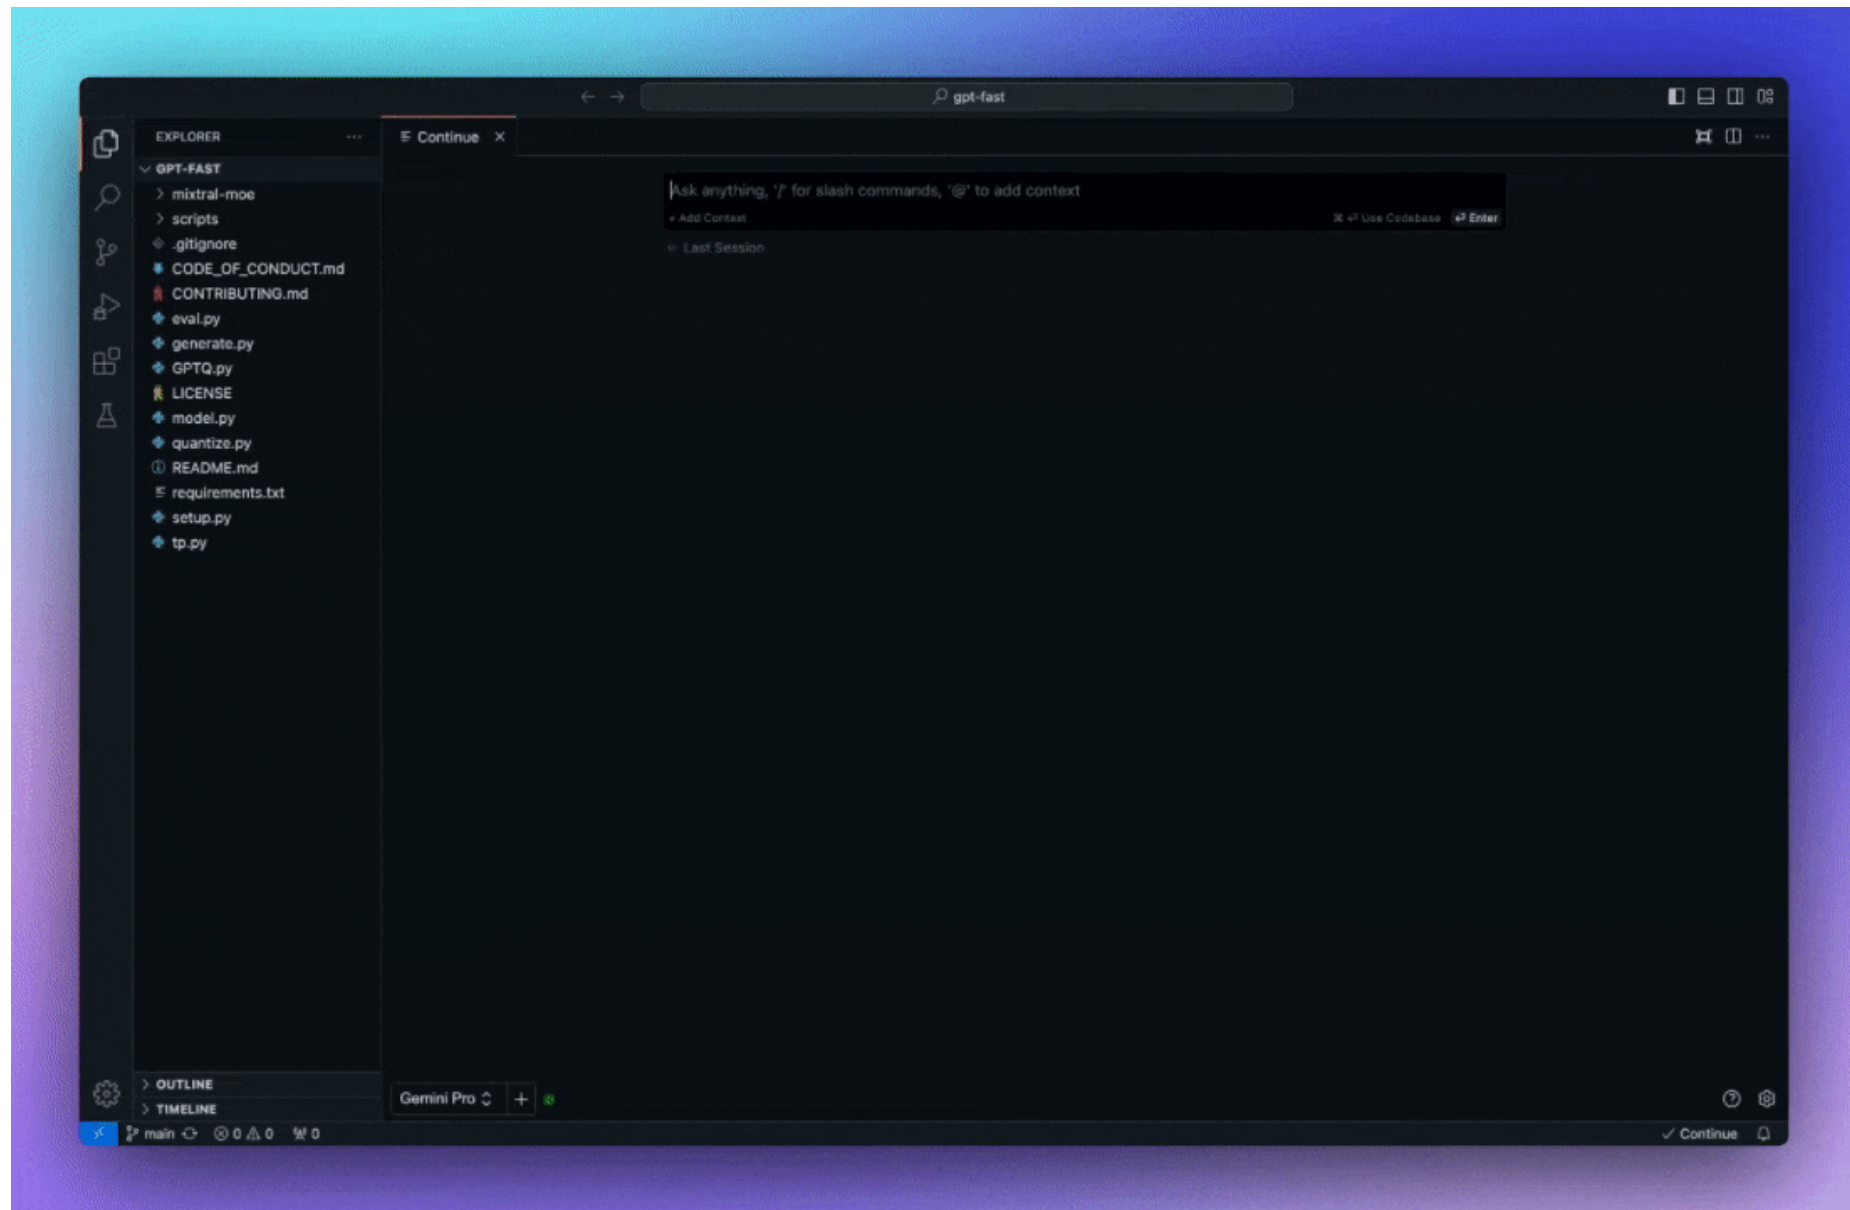 gpt-fast
EXPLORER
Continue
GPT-FAST
mixtral-moe
scripts
.gitignore
CODE_OF_CONDUCT.md
CONTRIBUTING.md
eval.py
generate.py
GPTQ.py
LICENSE
model.py
quantize.py
README.md
requirements.txt
setup.py
tp.py
OUTLINE
TIMELINE
Ask anything, '/' for slash commands, '@' to add context
+ Add Context
⌘ ⏎ Use Codebase ⏎ Enter
← Last Session
Gemini Pro +
main 0 0 0
✓ Continue